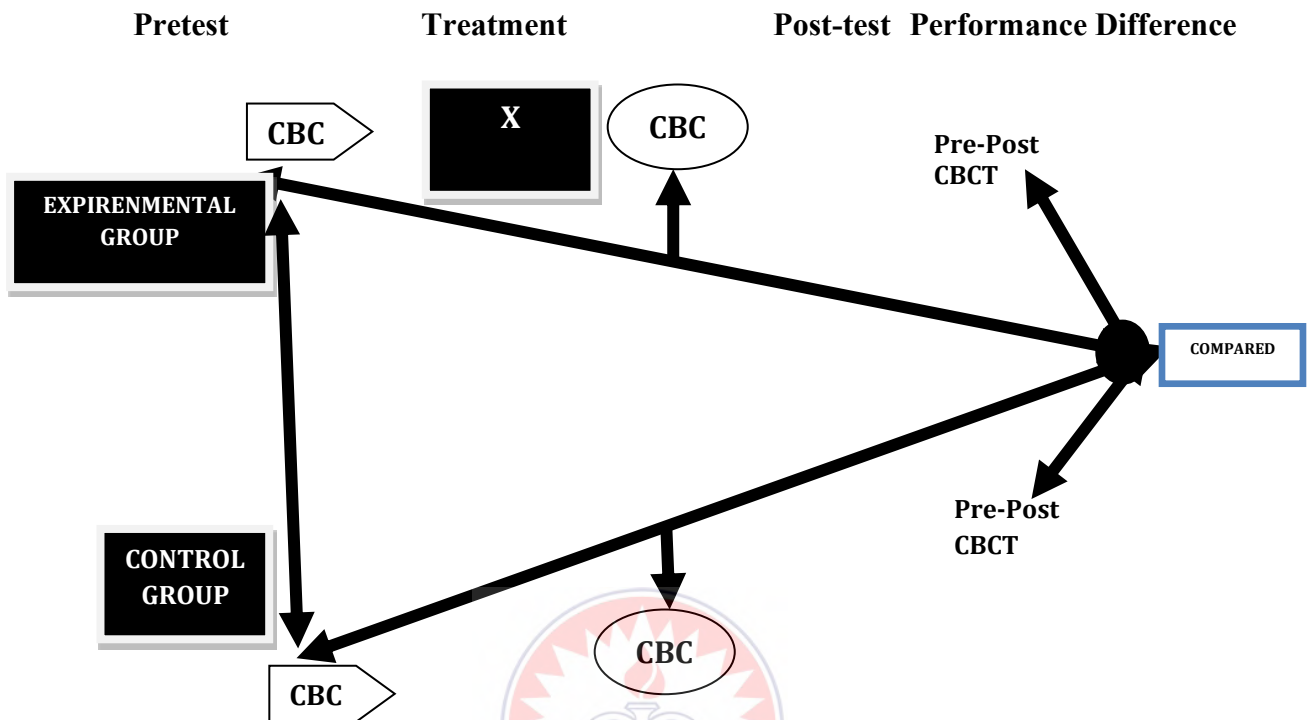 Pretest Treatment Post-test Performance Difference
CBC
X
CBC
Pre-Post
CBCT
EXPIRENMENTAL
GROUP
COMPARED
Pre-Post
CBCT
CONTROL
GROUP
CBC
CBC